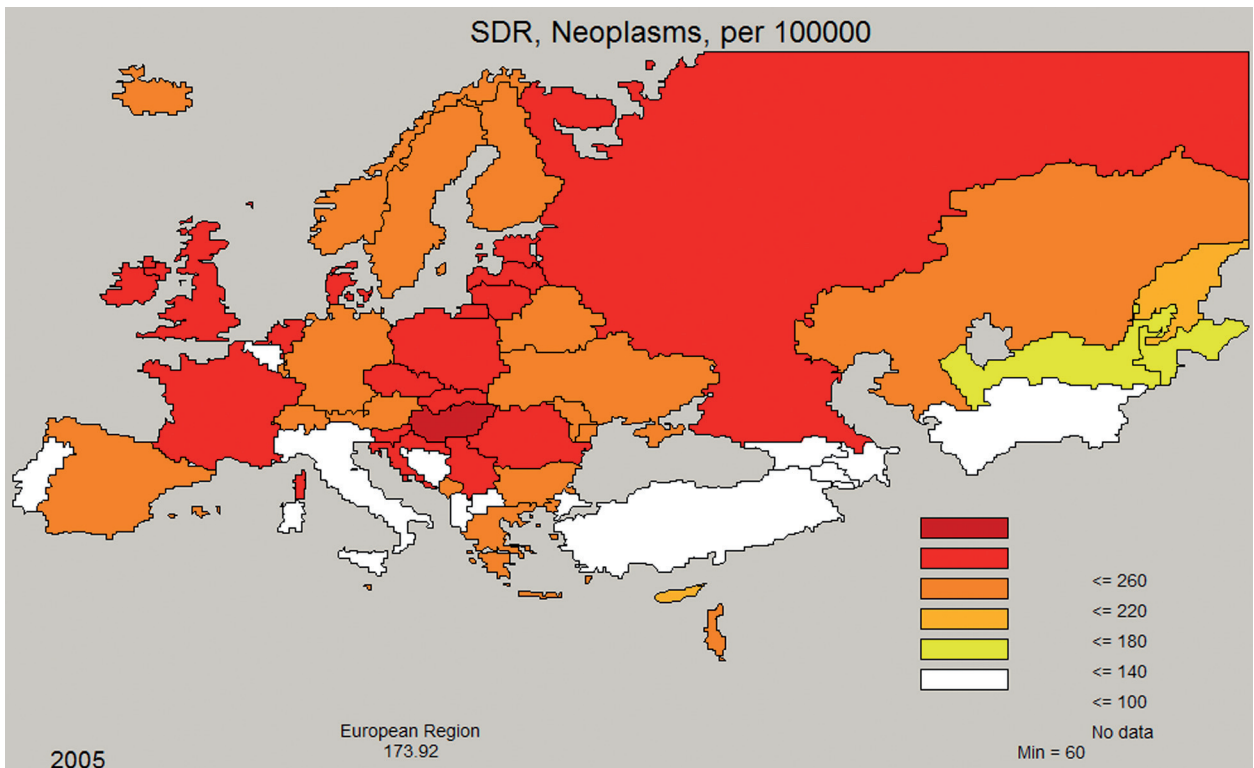 SDR, Neoplasms, per 100000
<= 260
<= 220
<= 180
<= 140
<= 100
No data
European Region
173.92
Min = 60
2005